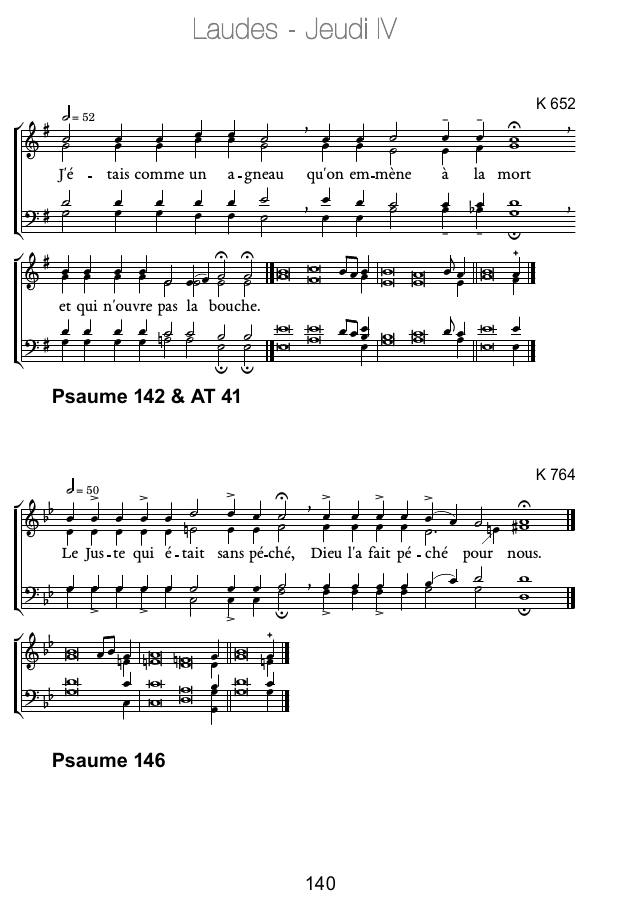 Laudes - Jeudi IV
K 652
= 52
J'é - tais comme un a - gneau qu'on em - mène à la mort
et qui n'ouvre pas la bouche.
Psaume 142 & AT 41
K 764
= 50
Le Jus - te qui é - tait sans pé - ché, Dieu l'a fait pé - ché pour nous.
Psaume 146
140